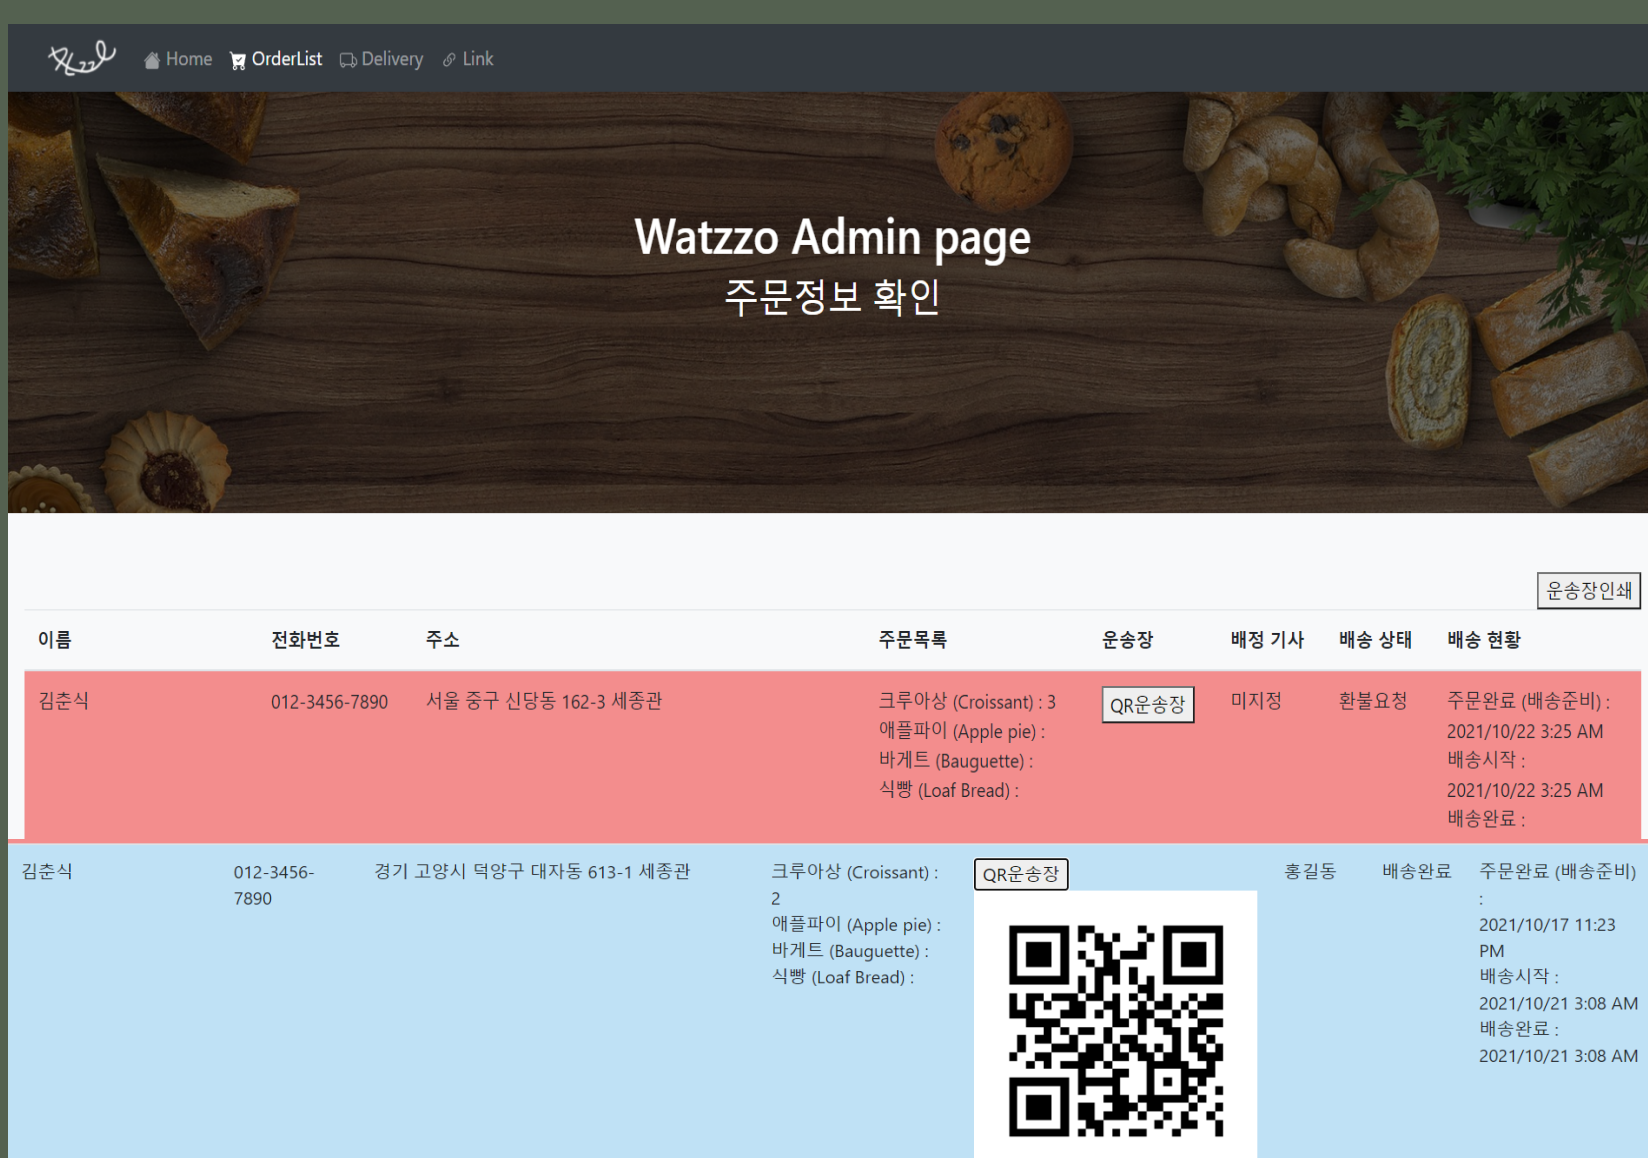 Home OrderList Delivery Link
Watzzo Admin page
주문정보 확인
운송장인쇄
이름 전화번호 주소 주문목록 운송장 배정 기사 배송 상태 배송 현황
김춘식 012-3456-7890 서울 중구 신당동 162-3 세종관 크루아상 (Croissant) : 3 QR운송장 미지정 환불요청 주문완료 (배송준비) :
애플파이 (Apple pie) : 2021/10/22 3:25 AM
바게트 (Bauguette) : 배송시작 :
식빵 (Loaf Bread) : 2021/10/22 3:25 AM
배송완료 :
김춘식 012-3456- 경기 고양시 덕양구 대자동 613-1 세종관 크루아상 (Croissant) : QR운송장 홍길동 배송완료 주문완료 (배송준비)
7890 2 :
애플파이 (Apple pie) : 2021/10/17 11:23
바게트 (Bauguette) : PM
식빵 (Loaf Bread) : 배송시작 :
2021/10/21 3:08 AM
배송완료 :
2021/10/21 3:08 AM